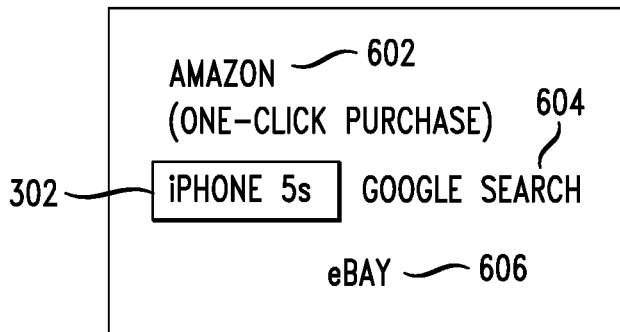 AMAZON 602
(ONE-CLICK PURCHASE)
604
302 iPHONE 5s GOOGLE SEARCH
eBAY 606